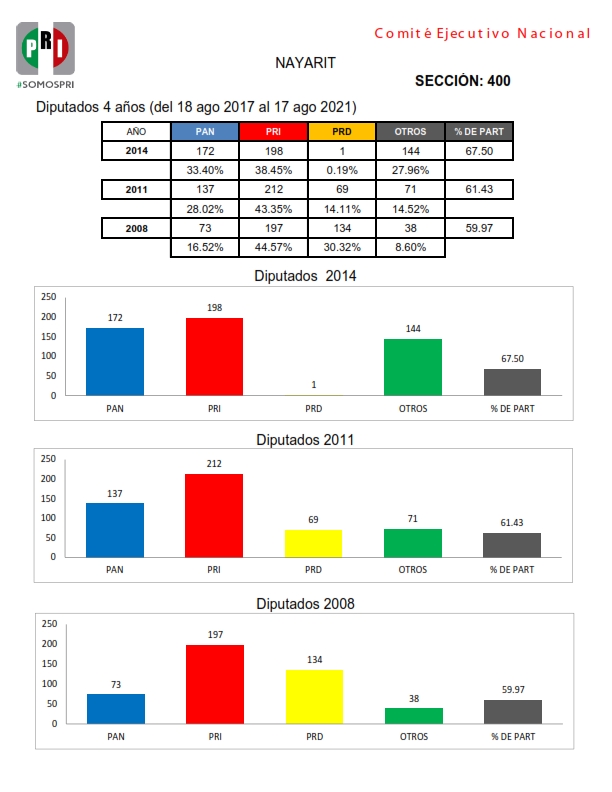 Comité Ejecutivo Nacional
PRI
#SOMOSPRI
NAYARIT
SECCIÓN: 400
Diputados 4 años (del 18 ago 2017 al 17 ago 2021)
AÑO PAN PRI PRD OTROS % DE PART
2014 172 198 1 144 67.50
33.40% 38.45% 0.19% 27.96%
2011 137 212 69 71 61.43
28.02% 43.35% 14.11% 14.52%
2008 73 197 134 38 59.97
16.52% 44.57% 30.32% 8.60%
Diputados 2014
250
200
150
100
50
0
172
198
1
144
67.50
PAN PRI PRD OTROS % DE PART
Diputados 2011
250
200
150
100
50
0
137
212
69
71
61.43
PAN PRI PRD OTROS % DE PART
Diputados 2008
250
200
150
100
50
0
73
197
134
38
59.97
PAN PRI PRD OTROS % DE PART